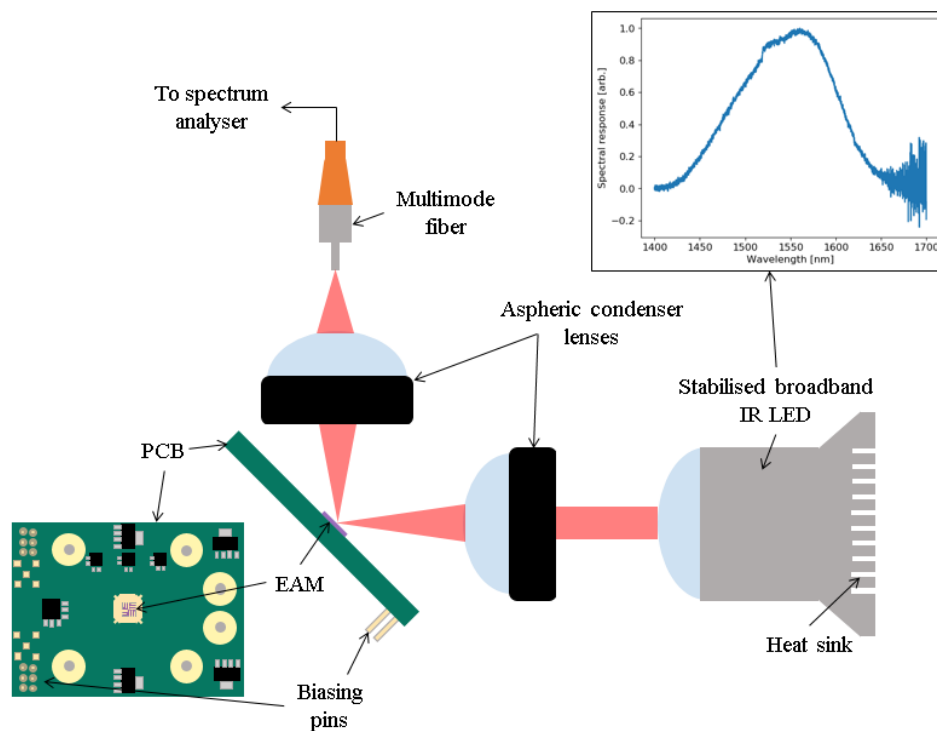 To spectrum
analyser
Multimode
fiber
Aspheric condenser
lenses
Stabilised broadband
IR LED
PCB
EAM
Biasing
pins
Heat sink
Spectral response [arb.]
1.0
0.8
0.6
0.4
0.2
0.0
−0.2
1400 1450 1500 1550 1600 1650 1700
Wavelength [nm]